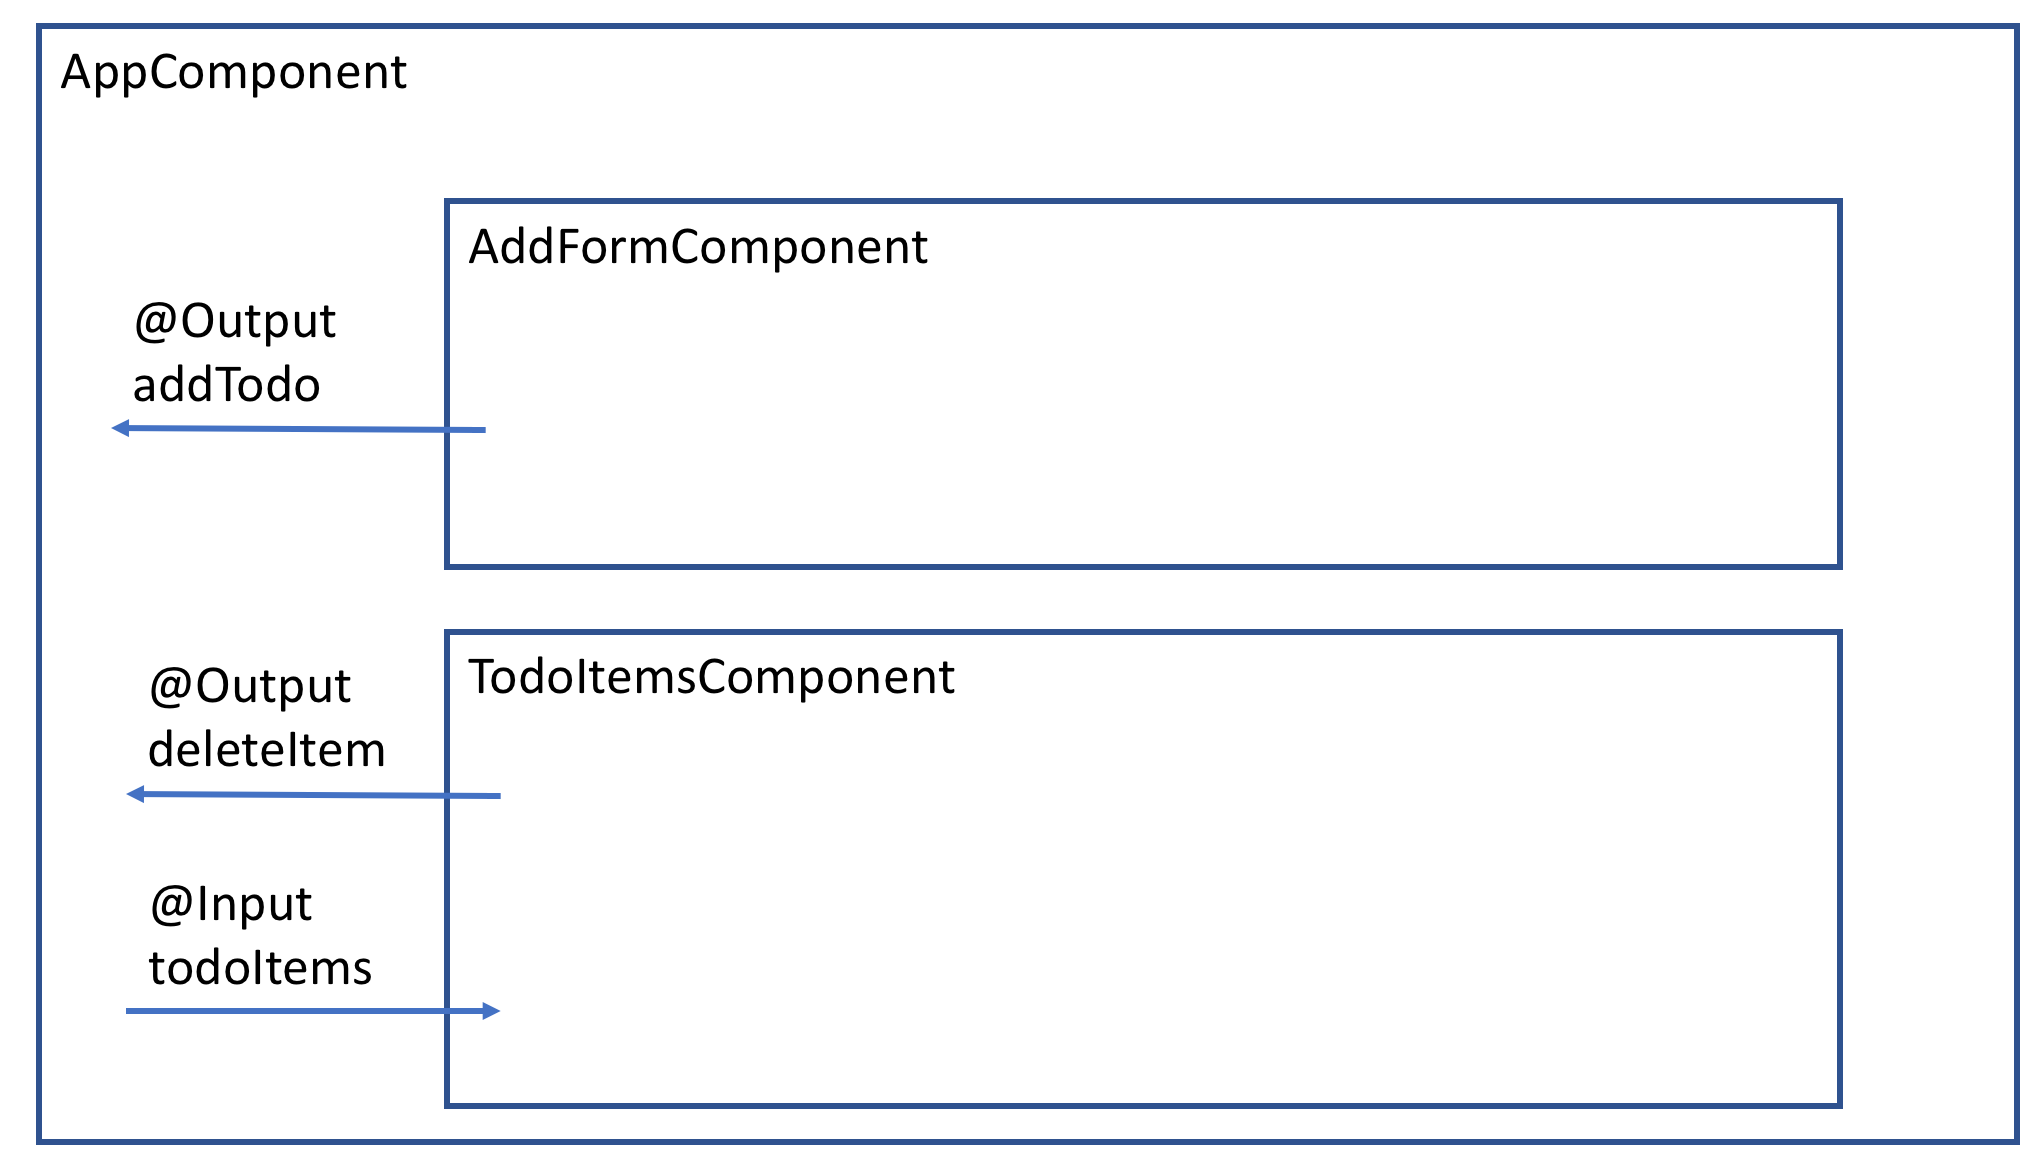 AppComponent
AddFormComponent
@Output
addTodo
TodoItemsComponent
@Output
deleteItem
@Input
todoItems